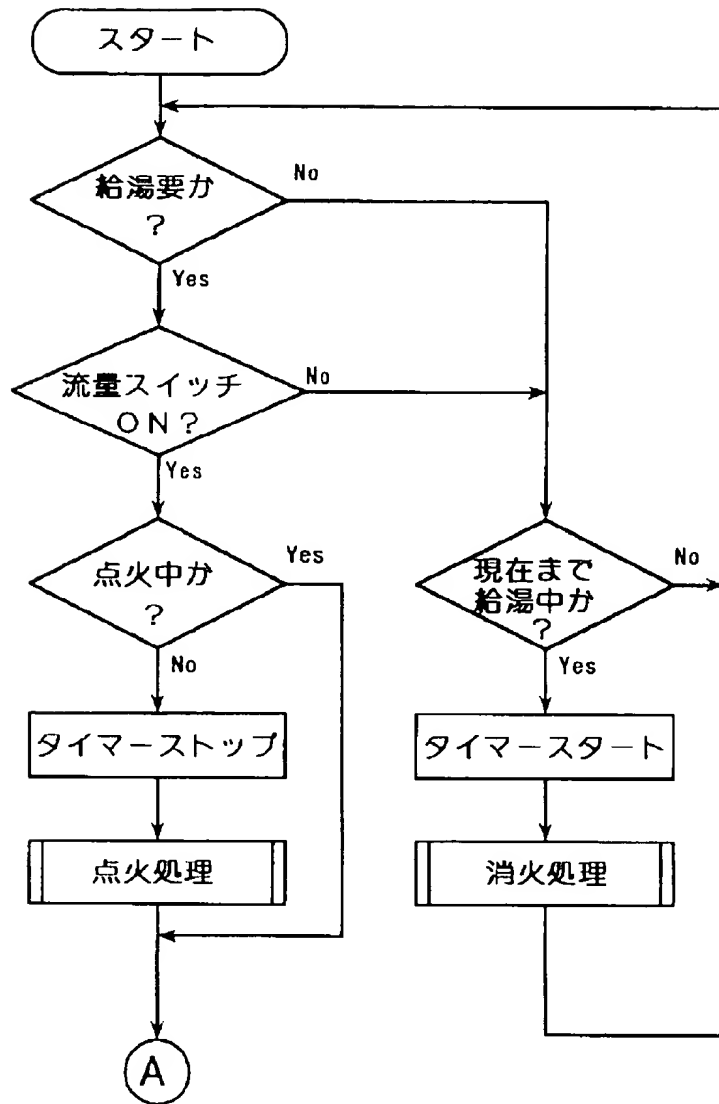 スタート
給湯要か
?
No
Yes
流量スイッチ
ON?
No
Yes
点火中か
?
Yes
No
現在まで
給湯中か
?
No
Yes
タイマーストップ
タイマースタート
点火処理
消火処理
A